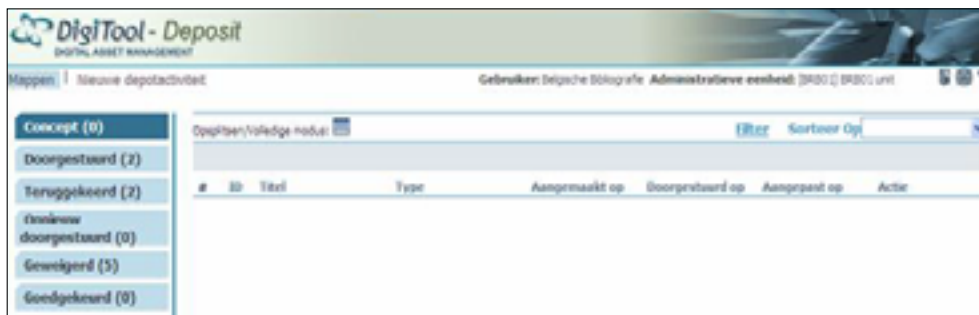 DigiTool - Deposit
DIGITAL ASSET MANAGEMENT
Mappen | Nieuwe depotactiviteit
Gebruiker: Belgische Bibliografie Administratieve eenheid: [BRB01] BRB01 unit
Concept (0)
Opsplitsen/Volledige modus:
Filter Sorteer Op
Doorgestuurd (2)
Teruggekeerd (2)
# ID Titel Type Aangemaakt op Doorgestuurd op Aangepast op Actie
Opnieuw
doorgestuurd (0)
Geweigerd (5)
Goedgekeurd (0)